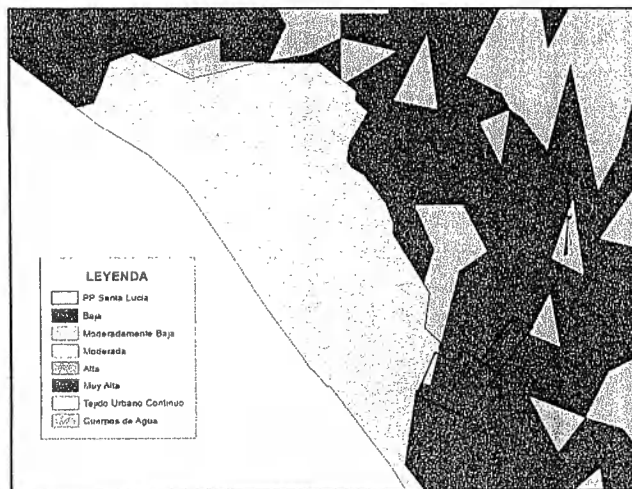 LEYENDA
PP Santa Lucia
Baja
Moderadamente Baja
Moderada
Alta
Muy Alta
Tejido Urbano Continuo
Cuerpos de Agua